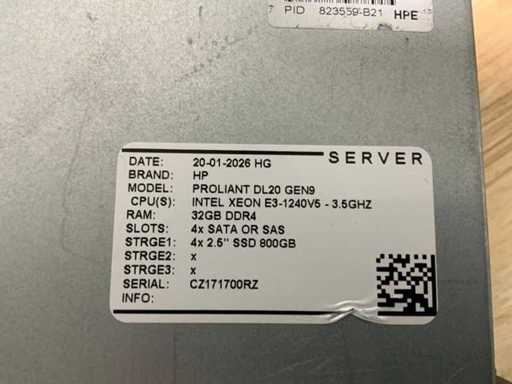 PID 823559-B21 HPE
SERVER
DATE: 20-01-2026 HG
BRAND: HP
MODEL: PROLIANT DL20 GEN9
CPU(S): INTEL XEON E3-1240V5 - 3.5GHZ
RAM: 32GB DDR4
SLOTS: 4x SATA OR SAS
STRGE1: 4x 2.5" SSD 800GB
STRGE2: x
STRGE3: x
SERIAL: CZ171700RZ
INFO: